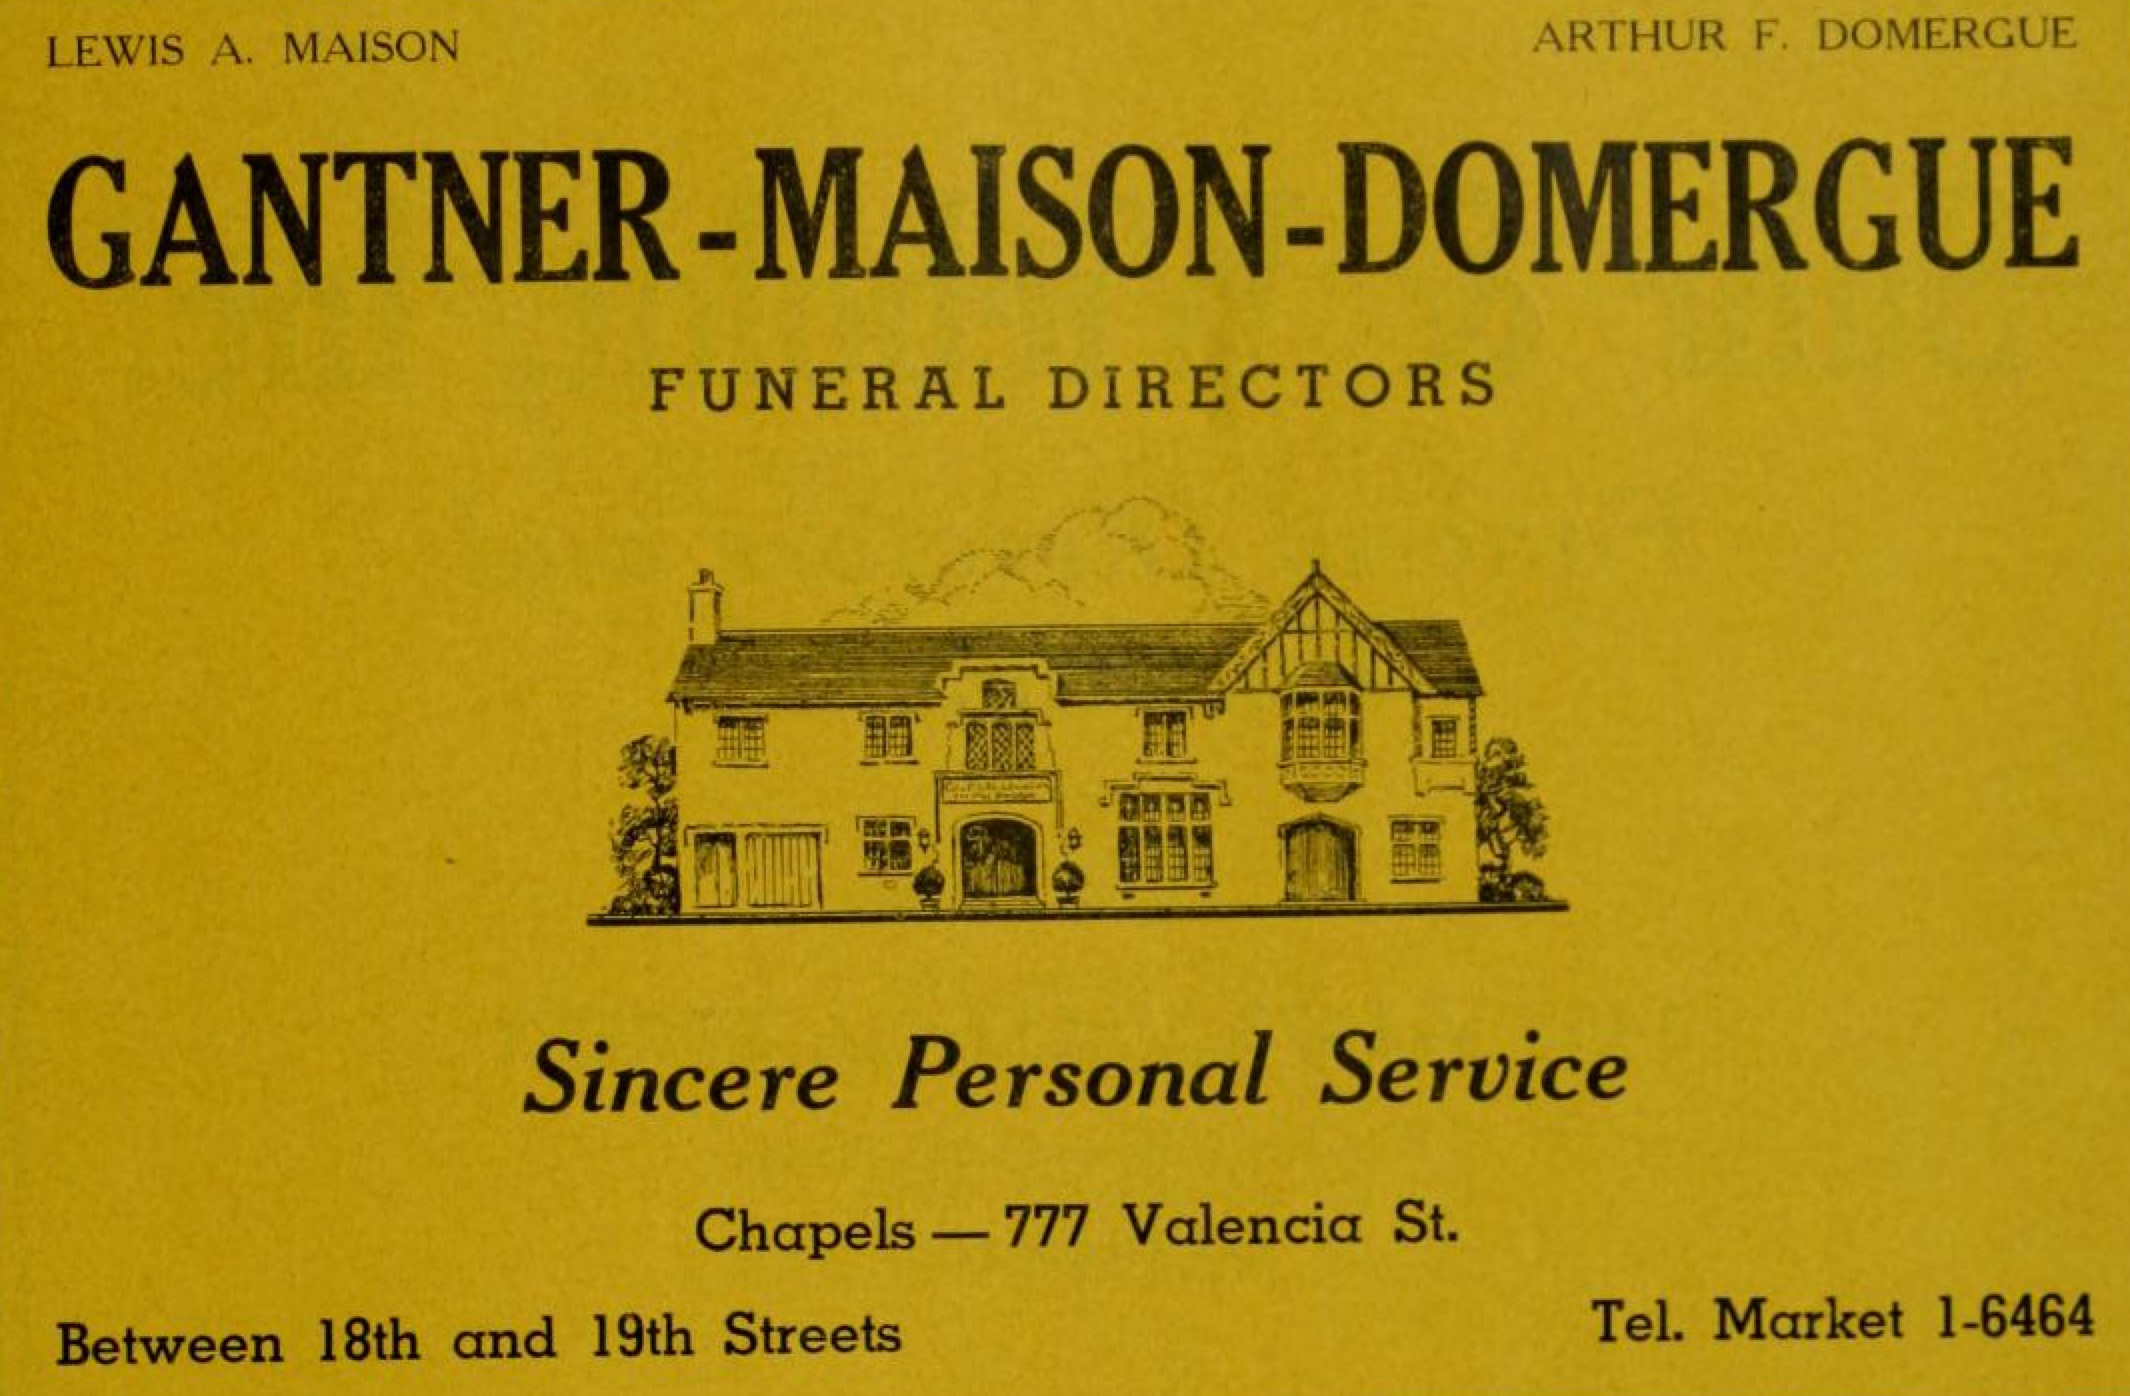 LEWIS A. MAISON
ARTHUR F. DOMERGUE
GANTNER-MAISON-DOMERGUE
FUNERAL DIRECTORS
Sincere Personal Service
Chapels — 777 Valencia St.
Between 18th and 19th Streets
Tel. Market 1-6464